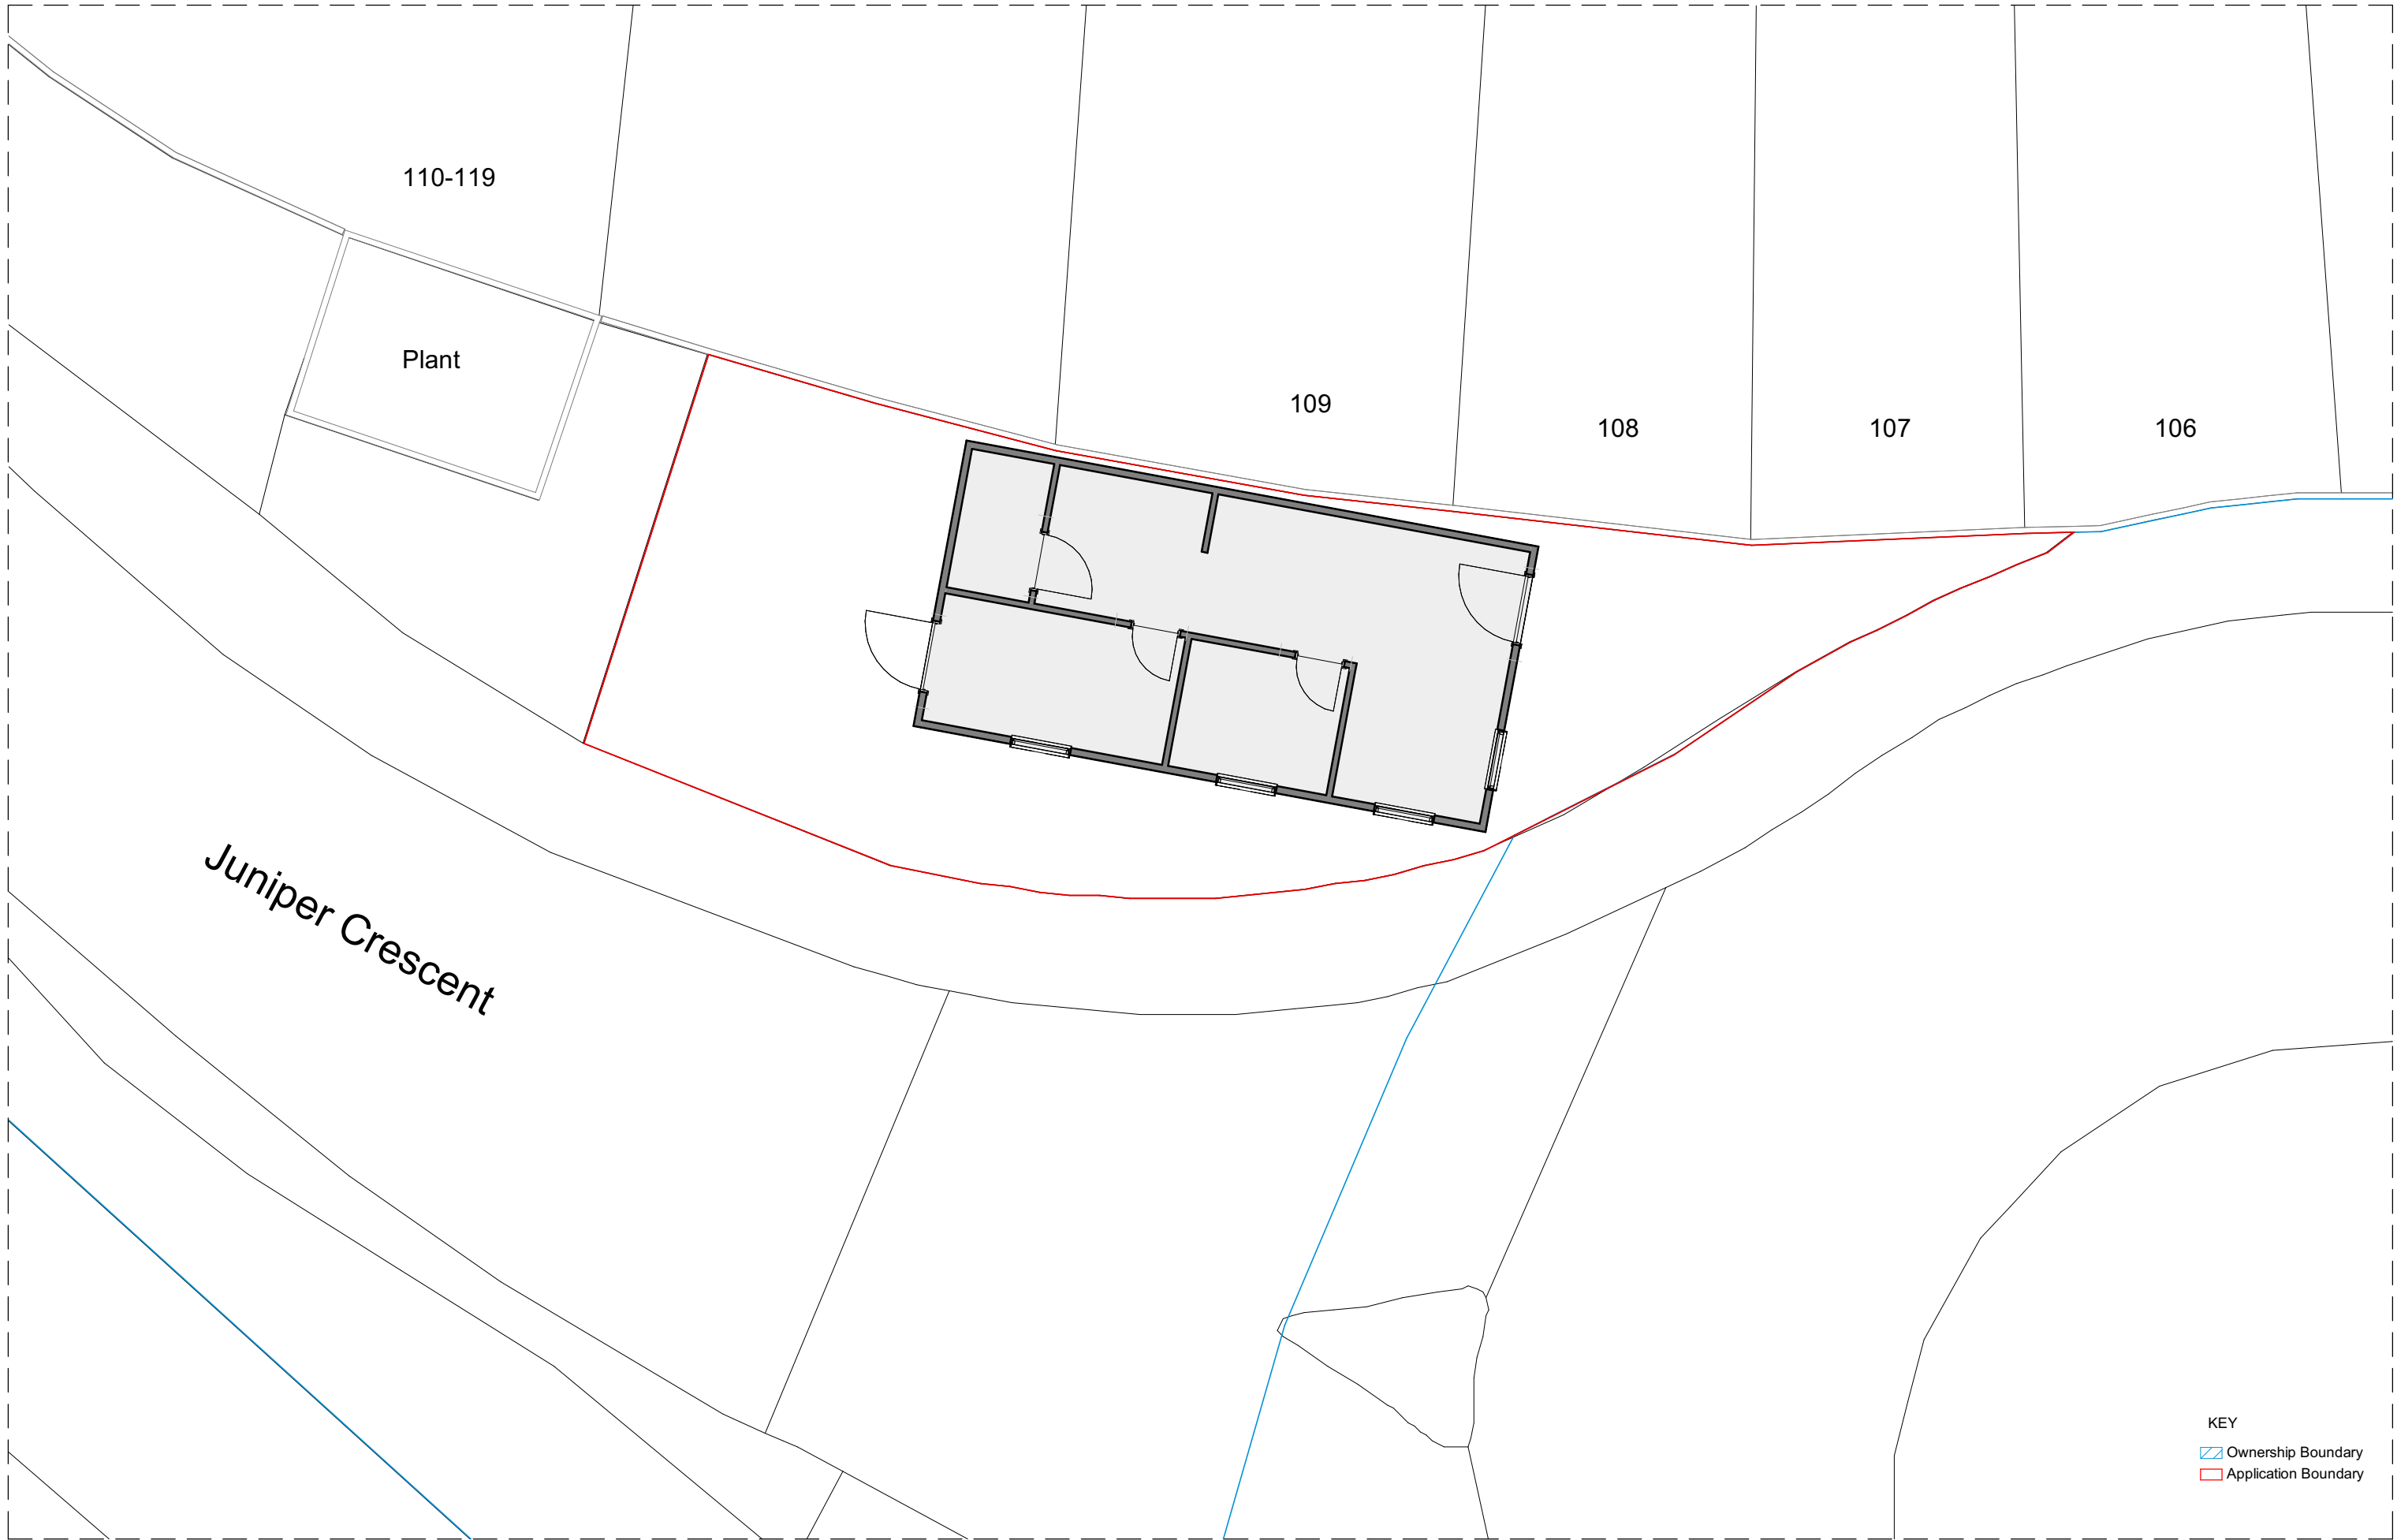 110-119
Plant
109
108
107
106
Juniper Crescent
KEY
Ownership Boundary
Application Boundary